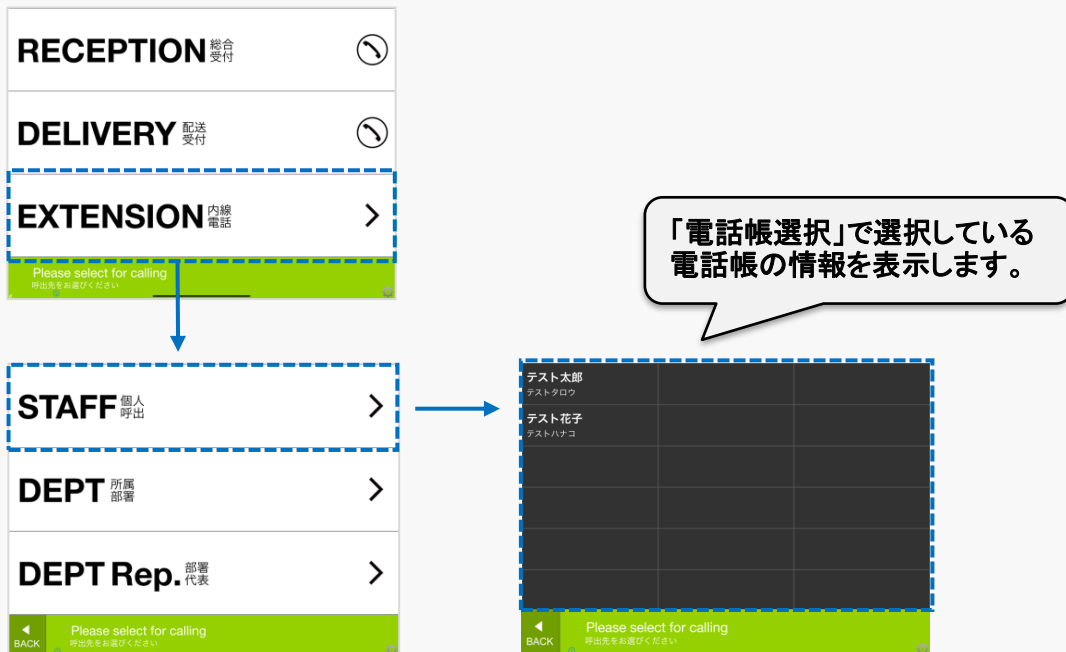 RECEPTION 総合受付
DELIVERY 配送受付
EXTENSION 内線電話
Please select for calling
呼出先をお選びください
「電話帳選択」で選択している
電話帳の情報を表示します。
STAFF 個人呼出
DEPT 所属部署
DEPT Rep. 部署代表
BACK
Please select for calling
呼出先をお選びください
テスト太郎
テストタロウ
テスト花子
テストハナコ
BACK
Please select for calling
呼出先をお選びください